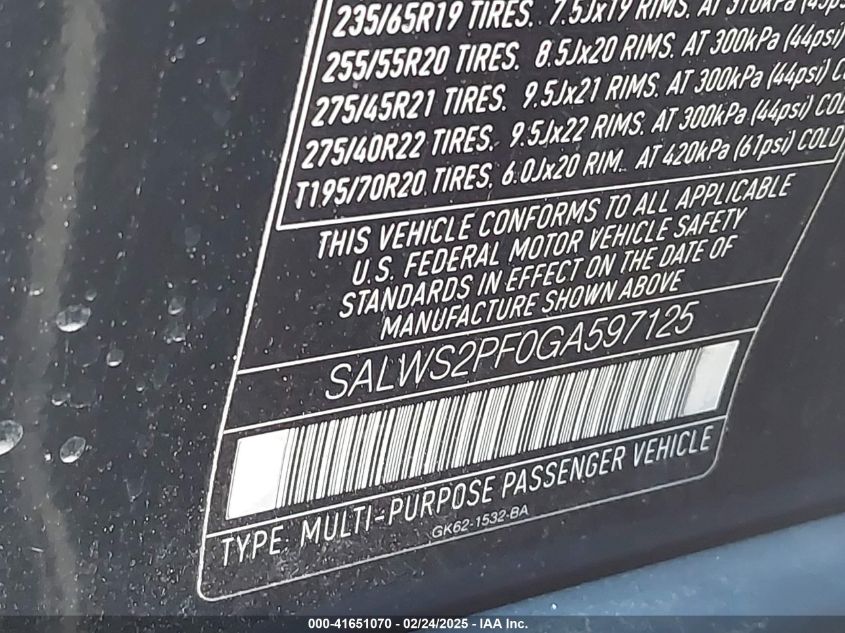 235/65R19 TIRES. 7.5Jx19 RIMS. AT 310kPa (45psi
255/55R20 TIRES. 8.5Jx20 RIMS. AT 300kPa (44psi)
275/45R21 TIRES. 9.5Jx21 RIMS. AT 300kPa (44psi) C
275/40R22 TIRES. 9.5Jx22 RIMS. AT 300kPa (44psi) COL
T195/70R20 TIRES. 6.0Jx20 RIM. AT 420kPa (61psi) COLD
THIS VEHICLE CONFORMS TO ALL APPLICABLE
U.S. FEDERAL MOTOR VEHICLE SAFETY
STANDARDS IN EFFECT ON THE DATE OF
MANUFACTURE SHOWN ABOVE
SALWS2PF0GA597125
TYPE: MULTI-PURPOSE PASSENGER VEHICLE
GK62-1532-BA
000-41651070 - 02/24/2025 - IAA Inc.